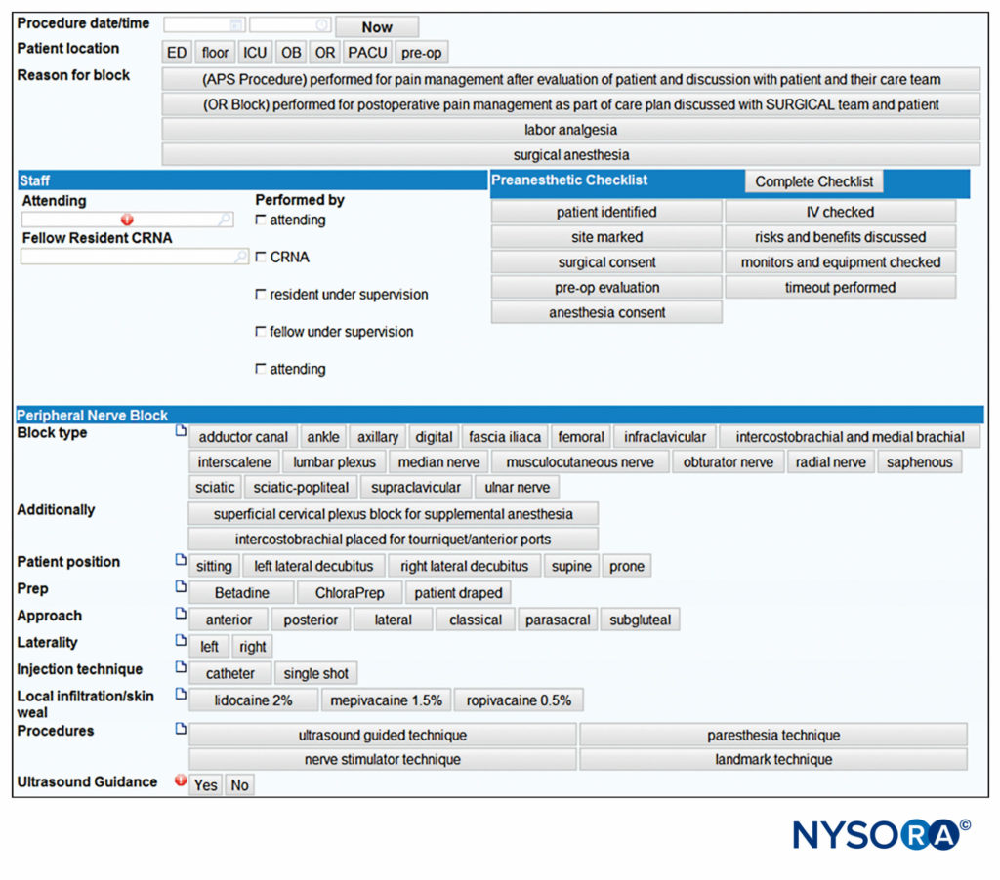 Procedure date/time Now
Patient location ED floor ICU OB OR PACU pre-op
Reason for block (APS Procedure) performed for pain management after evaluation of patient and discussion with patient and their care team
(OR Block) performed for postoperative pain management as part of care plan discussed with SURGICAL team and patient
labor analgesia
surgical anesthesia
Staff
Attending
Fellow Resident CRNA
Performed by
attending
CRNA
resident under supervision
fellow under supervision
attending
Preanesthetic Checklist Complete Checklist
patient identified IV checked
site marked risks and benefits discussed
surgical consent monitors and equipment checked
pre-op evaluation timeout performed
anesthesia consent
Peripheral Nerve Block
Block type adductor canal ankle axillary digital fascia iliaca femoral infraclavicular intercostobrachial and medial brachial
interscalene lumbar plexus median nerve musculocutaneous nerve obturator nerve radial nerve saphenous
sciatic sciatic-popliteal supraclavicular ulnar nerve
Additionally superficial cervical plexus block for supplemental anesthesia
intercostobrachial placed for tourniquet/anterior ports
Patient position sitting left lateral decubitus right lateral decubitus supine prone
Prep Betadine ChloraPrep patient draped
Approach anterior posterior lateral classical parasacral subgluteal
Laterality left right
Injection technique catheter single shot
Local infiltration/skin weal lidocaine 2% mepivacaine 1.5% ropivacaine 0.5%
Procedures ultrasound guided technique paresthesia technique
nerve stimulator technique landmark technique
Ultrasound Guidance Yes No
NYSORA©